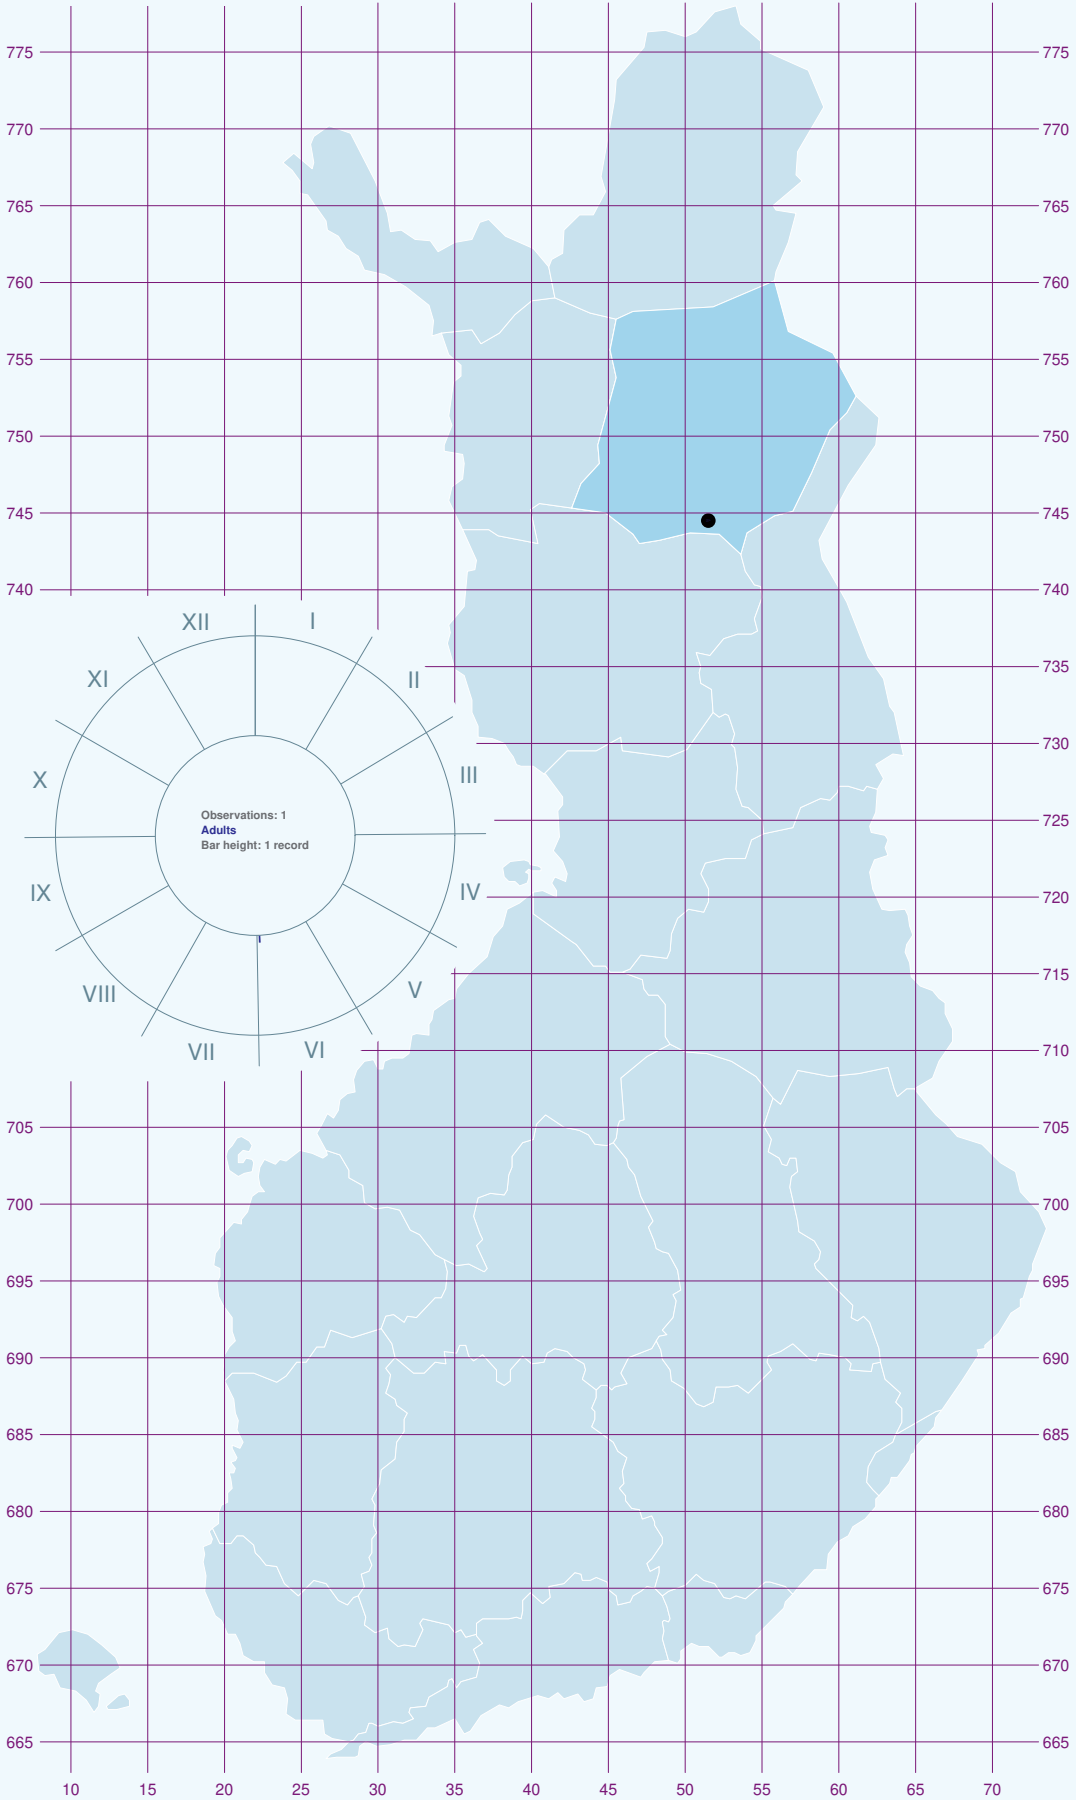 775 775
770 770
765 765
760 760
755 755
750 750
745 745
740 740
XII I
XI II
735
730
X III
Observations: 1
Adults
Bar height: 1 record
725
IX IV
720
VIII V
715
VII VI
710
705 705
700 700
695 695
690 690
685 685
680 680
675 675
670 670
665 665
10 15 20 25 30 35 40 45 50 55 60 65 70